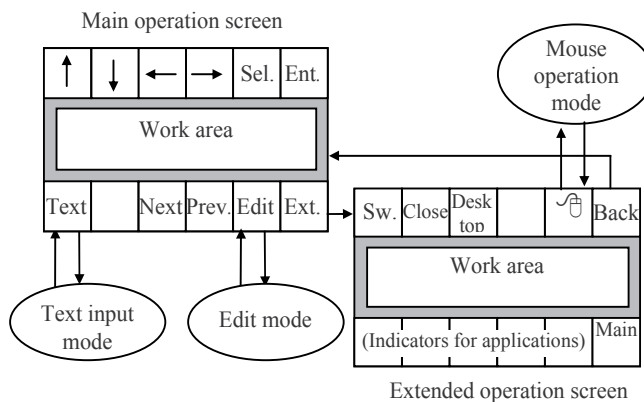 Main operation screen
Sel. Ent.
Work area
Text Next Prev. Edit Ext.
Text input
mode
Edit mode
Mouse
operation
mode
Sw. Close Desk
top Back
Work area
(Indicators for applications) Main
Extended operation screen